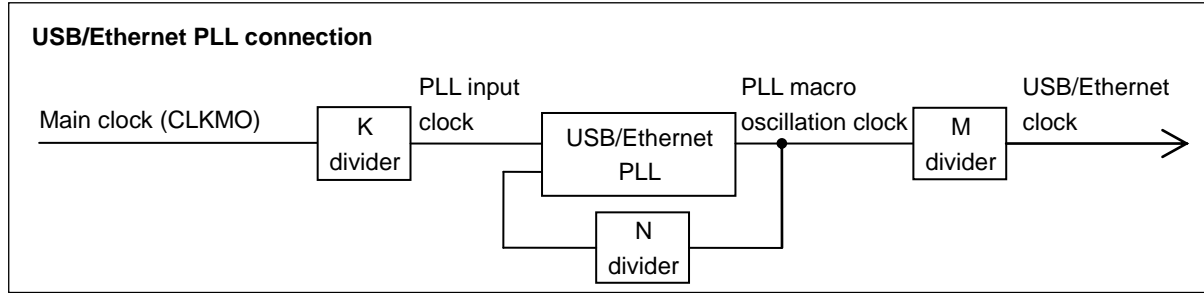 USB/Ethernet PLL connection
Main clock (CLKMO)
K
divider
PLL input
clock
USB/Ethernet
PLL
N
divider
PLL macro
oscillation clock
M
divider
USB/Ethernet
clock